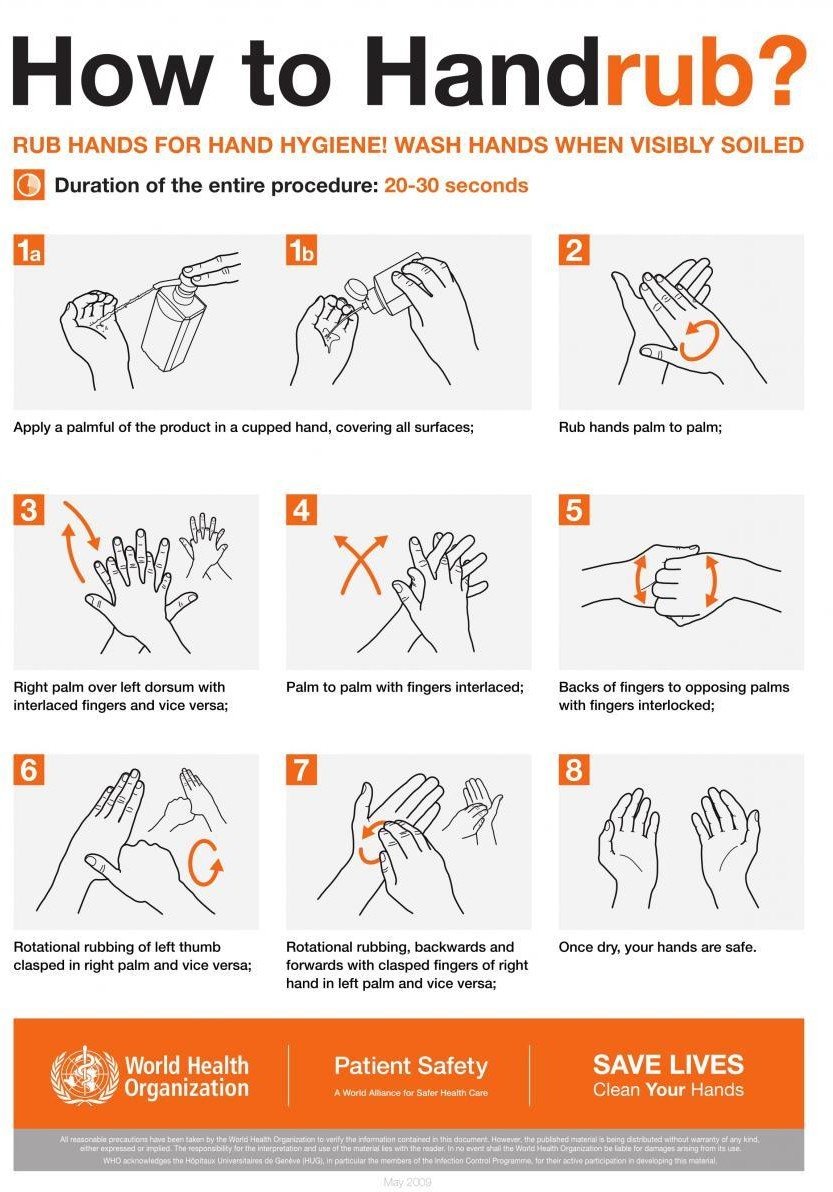 How to Handrub?
RUB HANDS FOR HAND HYGIENE! WASH HANDS WHEN VISIBLY SOILED
Duration of the entire procedure: 20-30 seconds
1a
1b
2
Apply a palmful of the product in a cupped hand, covering all surfaces;
Rub hands palm to palm;
3
4
5
Right palm over left dorsum with
interlaced fingers and vice versa;
Palm to palm with fingers interlaced;
Backs of fingers to opposing palms
with fingers interlocked;
6
7
8
Rotational rubbing of left thumb
clasped in right palm and vice versa;
Rotational rubbing, backwards and
forwards with clasped fingers of right
hand in left palm and vice versa;
Once dry, your hands are safe.
World Health
Organization
Patient Safety
A World Alliance for Safer Health Care
SAVE LIVES
Clean Your Hands
All reasonable precautions have been taken by the World Health Organization to verify the information contained in this document. However, the published material is being distributed without warranty of any kind,
either expressed or implied. The responsibility for the interpretation and use of the material lies with the reader. In no event shall the World Health Organization be liable for damages arising from its use.
WHO acknowledges the Hôpitaux Universitaires de Genève (HUG), in particular the members of the Infection Control Programme, for their active participation in developing this material.
May 2009